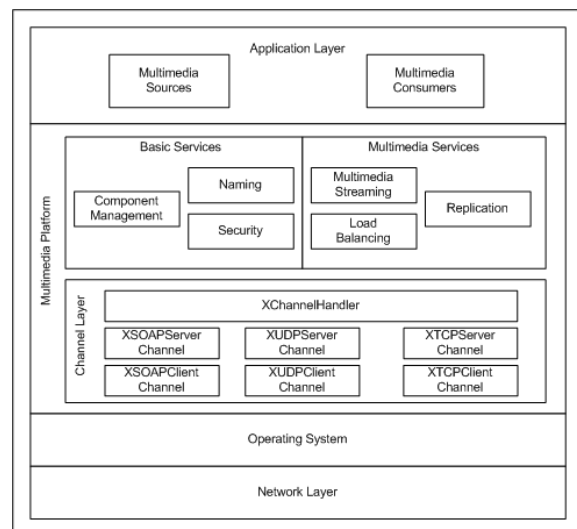 Application Layer
Multimedia
Sources
Multimedia
Consumers
Multimedia Platform
Basic Services
Component
Management
Naming
Security
Multimedia Services
Multimedia
Streaming
Load
Balancing
Replication
Channel Layer
XChannelHandler
XSOAPServer
Channel
XUDPServer
Channel
XTCPServer
Channel
XSOAPClient
Channel
XUDPClient
Channel
XTCPClient
Channel
Operating System
Network Layer